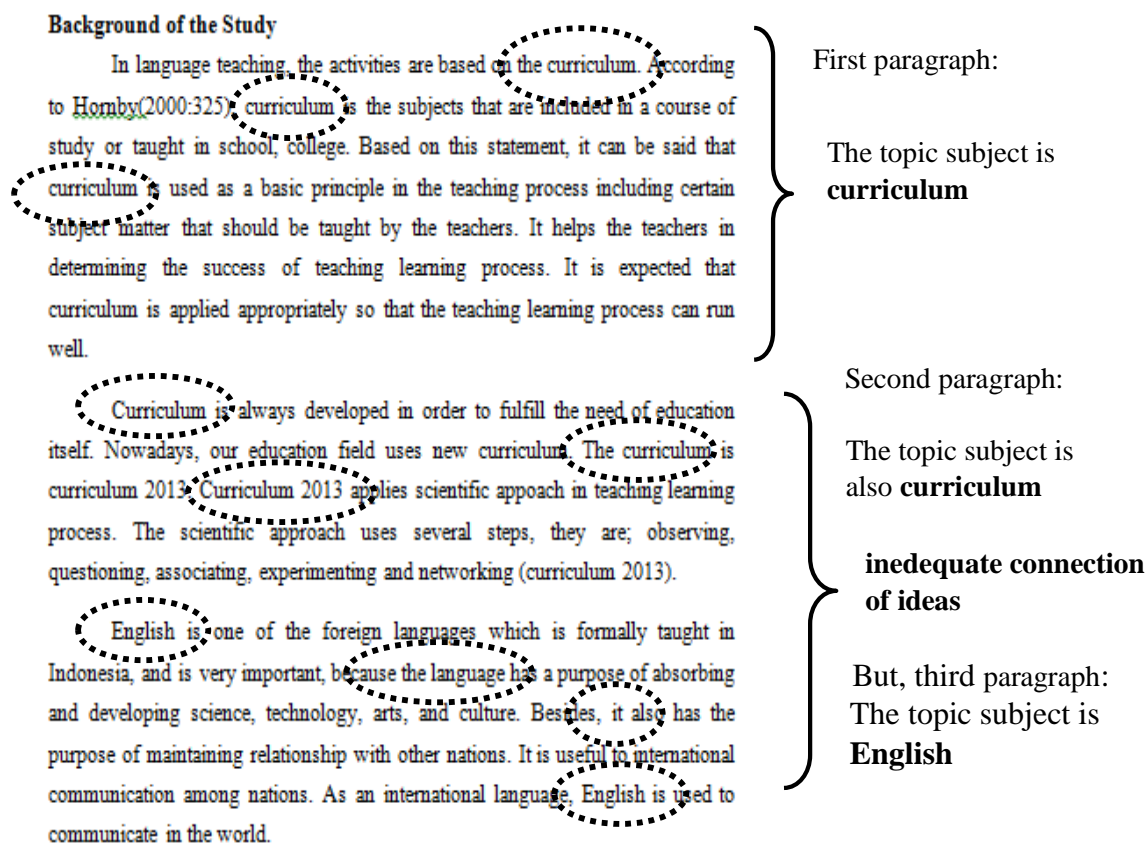 Background of the Study
In language teaching, the activities are based on the curriculum. According
to Hornby(2000:325), curriculum is the subjects that are included in a course of
study or taught in school, college. Based on this statement, it can be said that
curriculum is used as a basic principle in the teaching process including certain
subject matter that should be taught by the teachers. It helps the teachers in
determining the success of teaching learning process. It is expected that
curriculum is applied appropriately so that the teaching learning process can run
well.
Curriculum is always developed in order to fulfill the need of education
itself. Nowadays, our education field uses new curriculum. The curriculum is
curriculum 2013. Curriculum 2013 applies scientific appoach in teaching learning
process. The scientific approach uses several steps, they are; observing,
questioning, associating, experimenting and networking (curriculum 2013).
English is one of the foreign languages which is formally taught in
Indonesia, and is very important, because the language has a purpose of absorbing
and developing science, technology, arts, and culture. Besides, it also has the
purpose of maintaining relationship with other nations. It is useful to international
communication among nations. As an international language, English is used to
communicate in the world.
First paragraph:
The topic subject is
curriculum
Second paragraph:
The topic subject is
also curriculum
inedequate connection
of ideas
But, third paragraph:
The topic subject is
English